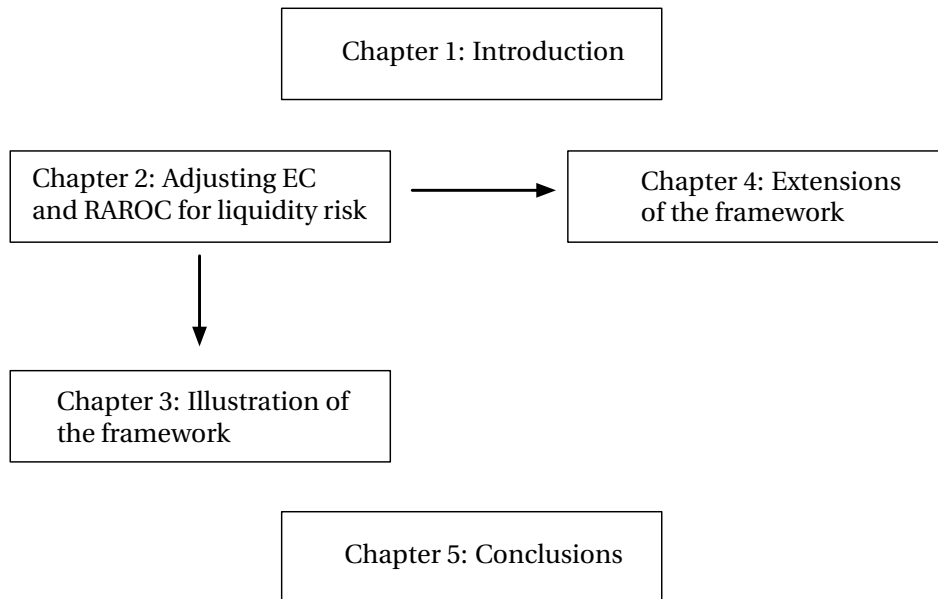 Chapter 1: Introduction
Chapter 2: Adjusting EC
and RAROC for liquidity risk
Chapter 4: Extensions
of the framework
Chapter 3: Illustration of
the framework
Chapter 5: Conclusions